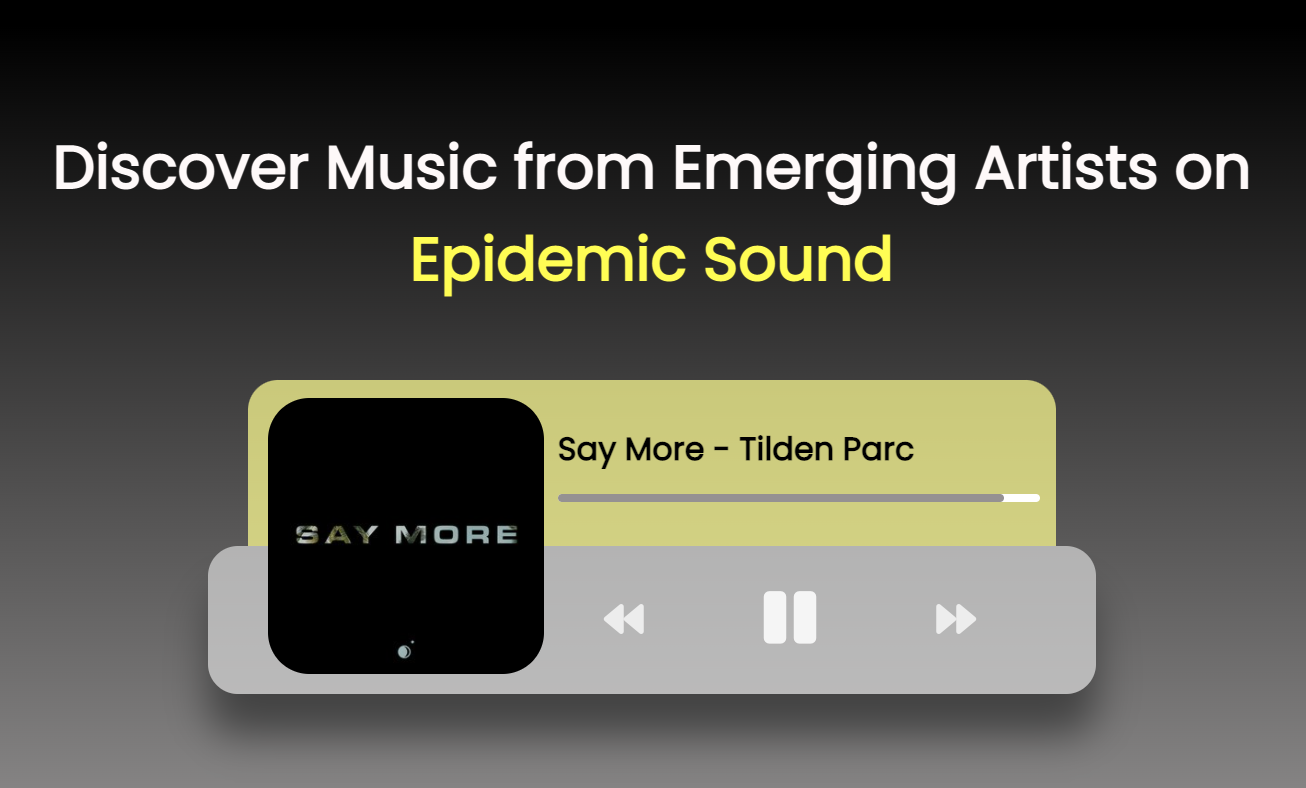 Discover Music from Emerging Artists on
Epidemic Sound
Say More - Tilden Parc
SAY MORE